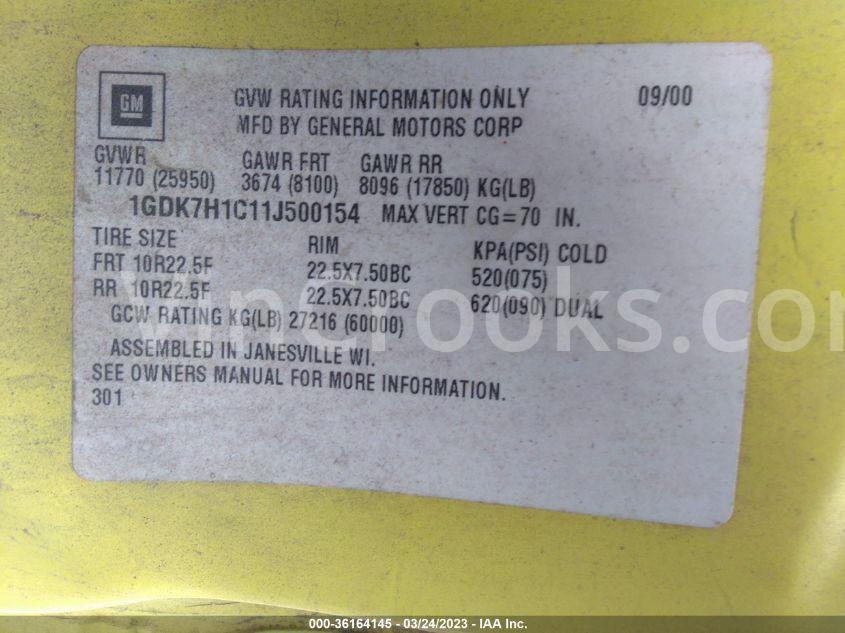 GM
GVW RATING INFORMATION ONLY 09/00
MFD BY GENERAL MOTORS CORP
GVWR GAWR FRT GAWR RR
11770 (25950) 3674 (8100) 8096 (17850) KG(LB)
1GDK7H1C11J500154 MAX VERT CG=70 IN.
TIRE SIZE RIM KPA(PSI) COLD
FRT 10R22.5F 22.5X7.50BC 520(075)
RR 10R22.5F 22.5X7.50BC 620(090) DUAL
GCW RATING KG(LB) 27216 (60000)
VinCrooks.com
ASSEMBLED IN JANESVILLE WI.
SEE OWNERS MANUAL FOR MORE INFORMATION.
301
000-36164145 - 03/24/2023 - IAA Inc.